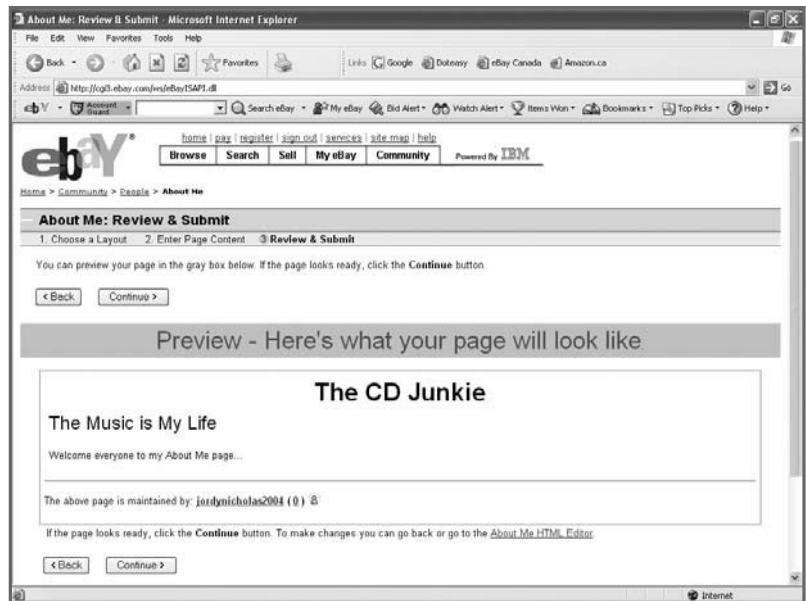 About Me: Review & Submit - Microsoft Internet Explorer
File Edit View Favorites Tools Help
Back Favorites Links Google Doteasy eBay Canada Amazon.ca
Address http://cgi3.ebay.com/ws/eBayISAPI.dll Go
ebY Account Guard Search eBay My eBay Bid Alert Watch Alert Items Won Bookmarks Top Picks Help
home | pay | register | sign out | services | site map | help
ebaY®
Browse Search Sell My eBay Community Powered By IBM
Home > Community > People > About Me
About Me: Review & Submit
1. Choose a Layout 2. Enter Page Content 3 Review & Submit
You can preview your page in the gray box below. If the page looks ready, click the Continue button.
< Back Continue >
Preview - Here's what your page will look like.
The CD Junkie
The Music is My Life
Welcome everyone to my About Me page...
The above page is maintained by: jordynicholas2004 ( 0 )
If the page looks ready, click the Continue button. To make changes you can go back or go to the About Me HTML Editor.
< Back Continue >
Internet